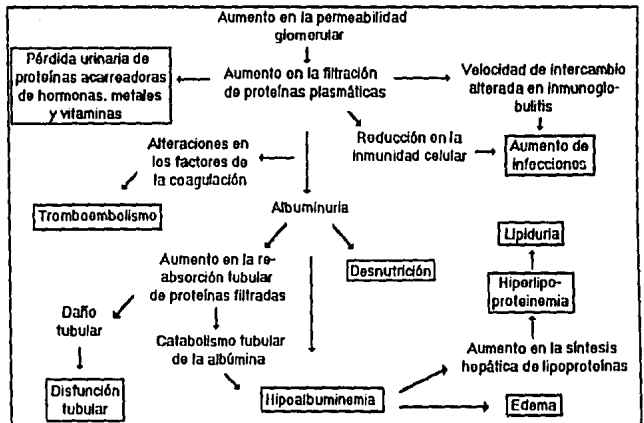 Aumento en la permeabilidad
glomerular
Pérdida urinaria de
proteínas acarreadoras
de hormonas, metales
y vitaminas
Aumento en la filtración
de proteínas plasmáticas
Velocidad de intercambio
alterada en inmunoglo-
bulitis
Alteraciones en
los factores de
la coagulación
Reducción en la
inmunidad celular
Aumento de
infecciones
Tromboembolismo
Albuminuria
Lipiduria
Aumento en la re-
absorción tubular
de proteínas filtradas
Desnutrición
Hiperlipo-
proteinemia
Daño
tubular
Catabolismo tubular
de la albúmina
Aumento en la síntesis
hepática de lipoproteínas
Disfunción
tubular
Hipoalbuminemia
Edema